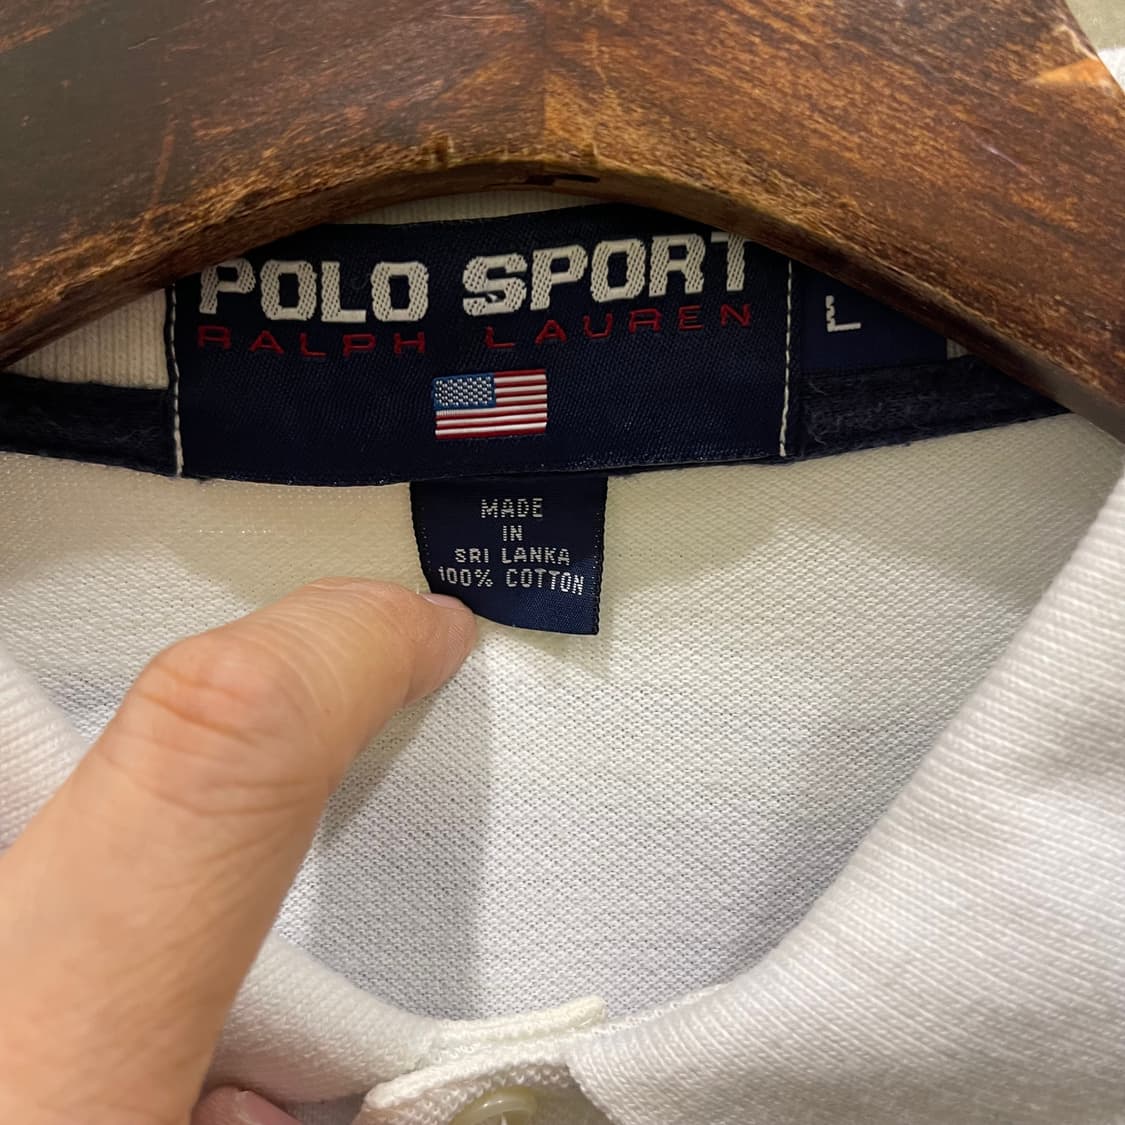 POLO SPORT
RALPH LAUREN
L
MADE
IN
SRI LANKA
100% COTTON